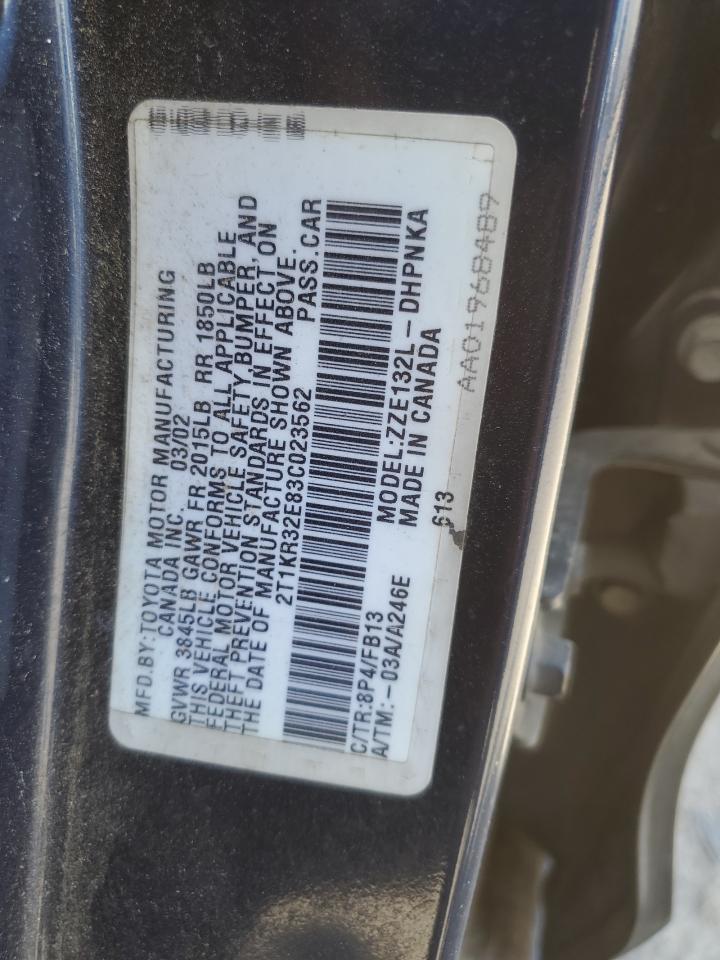 MFD.BY:TOYOTA MOTOR MANUFACTURING
CANADA INC. 03/02
GVWR 3845LB GAWR FR 2015LB RR 1850LB
THIS VEHICLE CONFORMS TO ALL APPLICABLE
FEDERAL MOTOR VEHICLE SAFETY BUMPER, AND
THEFT PREVENTION STANDARDS IN EFFECT ON
THE DATE OF MANUFACTURE SHOWN ABOVE.
2T1KR32E83C023562 PASS.CAR
C/TR:8P4/FB13 MODEL:ZZE132L-DHPNKA
A/TM:-03A/A246E MADE IN CANADA
613
AA01968489